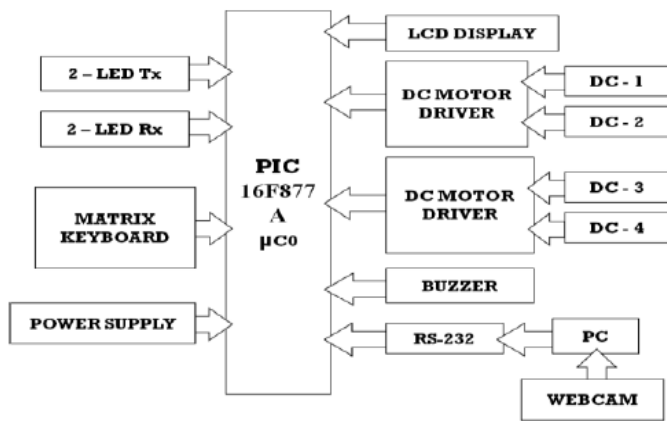 2 – LED Tx
2 – LED Rx
MATRIX
KEYBOARD
POWER SUPPLY
PIC
16F877
A
µC0
LCD DISPLAY
DC MOTOR
DRIVER
DC - 1
DC - 2
DC MOTOR
DRIVER
DC - 3
DC - 4
BUZZER
RS-232
PC
WEBCAM